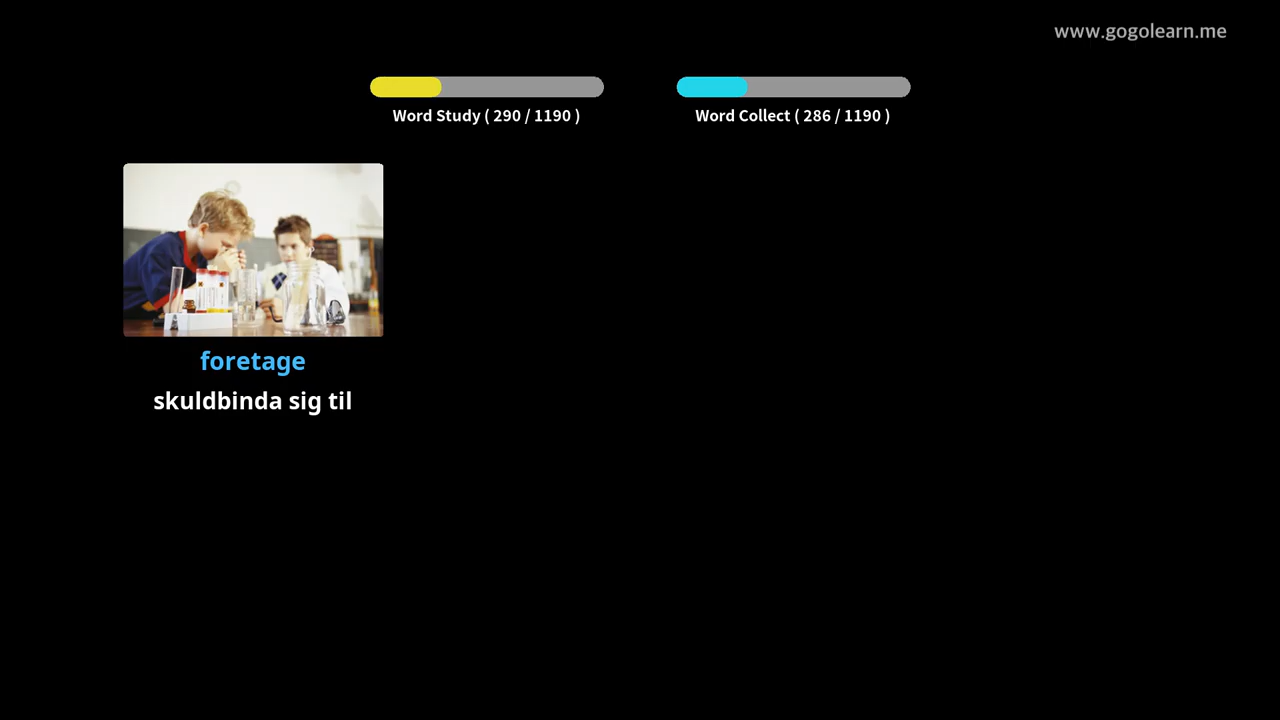 www.gogolearn.me
Word Study ( 290 / 1190 )
Word Collect ( 286 / 1190 )
foretage
skuldbinda sig til